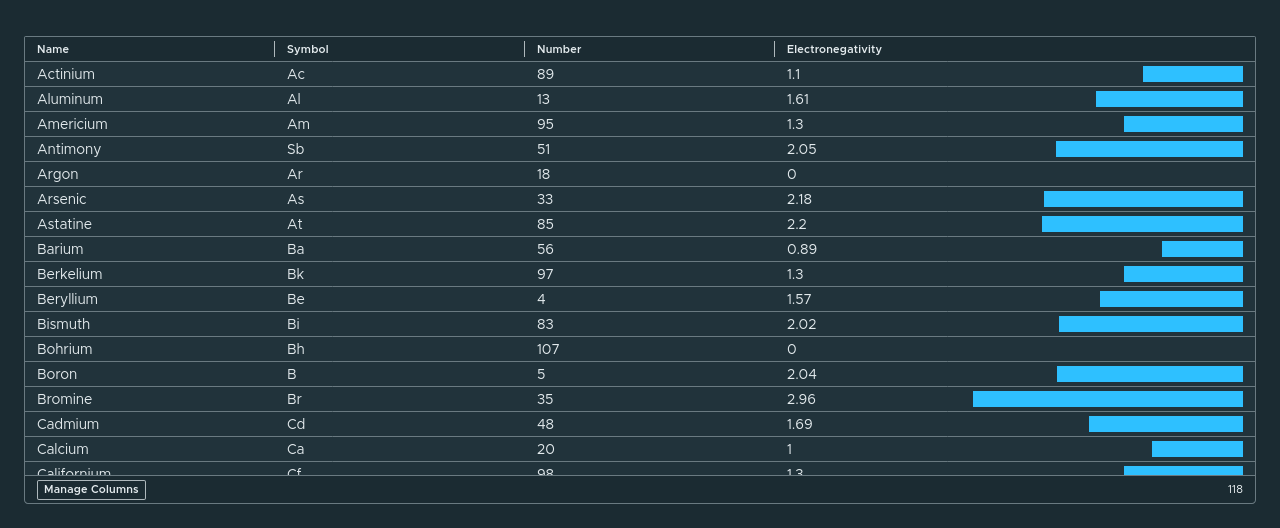 Name Symbol Number Electronegativity
Actinium Ac 89 1.1
Aluminum Al 13 1.61
Americium Am 95 1.3
Antimony Sb 51 2.05
Argon Ar 18 0
Arsenic As 33 2.18
Astatine At 85 2.2
Barium Ba 56 0.89
Berkelium Bk 97 1.3
Beryllium Be 4 1.57
Bismuth Bi 83 2.02
Bohrium Bh 107 0
Boron B 5 2.04
Bromine Br 35 2.96
Cadmium Cd 48 1.69
Calcium Ca 20 1
Californium Cf 98 1.3
Manage Columns 118